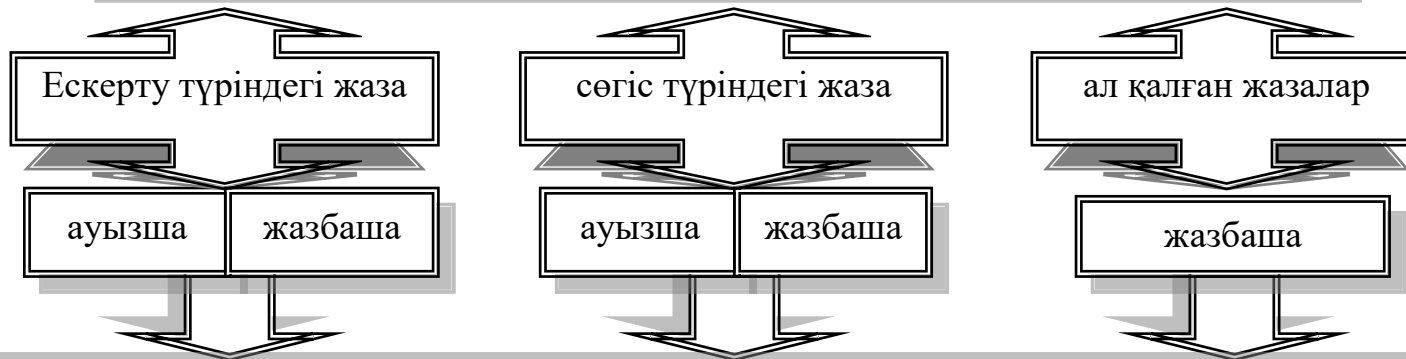 Ескерту түріндегі жаза
сөгіс түріндегі жаза
ал қалған жазалар
ауызша
жазбаша
ауызша
жазбаша
жазбаша